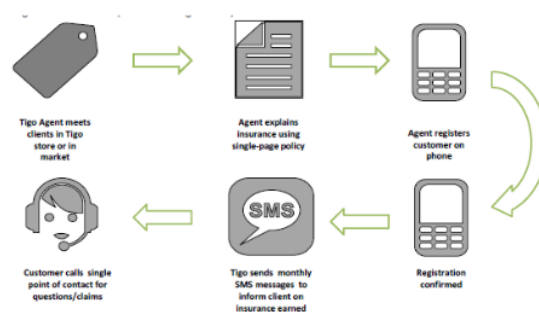 Tigo Agent meets
clients in Tigo
store or in
market
Agent explains
insurance using
single-page policy
Agent registers
customer on
phone
SMS
Customer calls single
point of contact for
questions/claims
Tigo sends monthly
SMS messages to
inform client on
insurance earned
Registration
confirmed